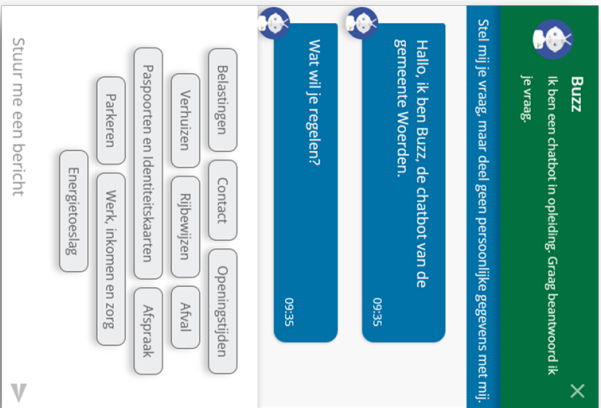 Buzz
Ik ben een chatbot in opleiding. Graag beantwoord ik
je vraag.
Stel mij je vraag, maar deel geen persoonlijke gegevens met mij.
Hallo, ik ben Buzz, de chatbot van de
gemeente Woerden.
09:35
Wat wil je regelen?
09:35
Belastingen Contact Openingstijden
Verhuizen Rijbewijzen Afval
Paspoorten en Identiteitskaarten Afspraak
Parkeren Werk, inkomen en zorg
Energietoeslag
Stuur me een bericht